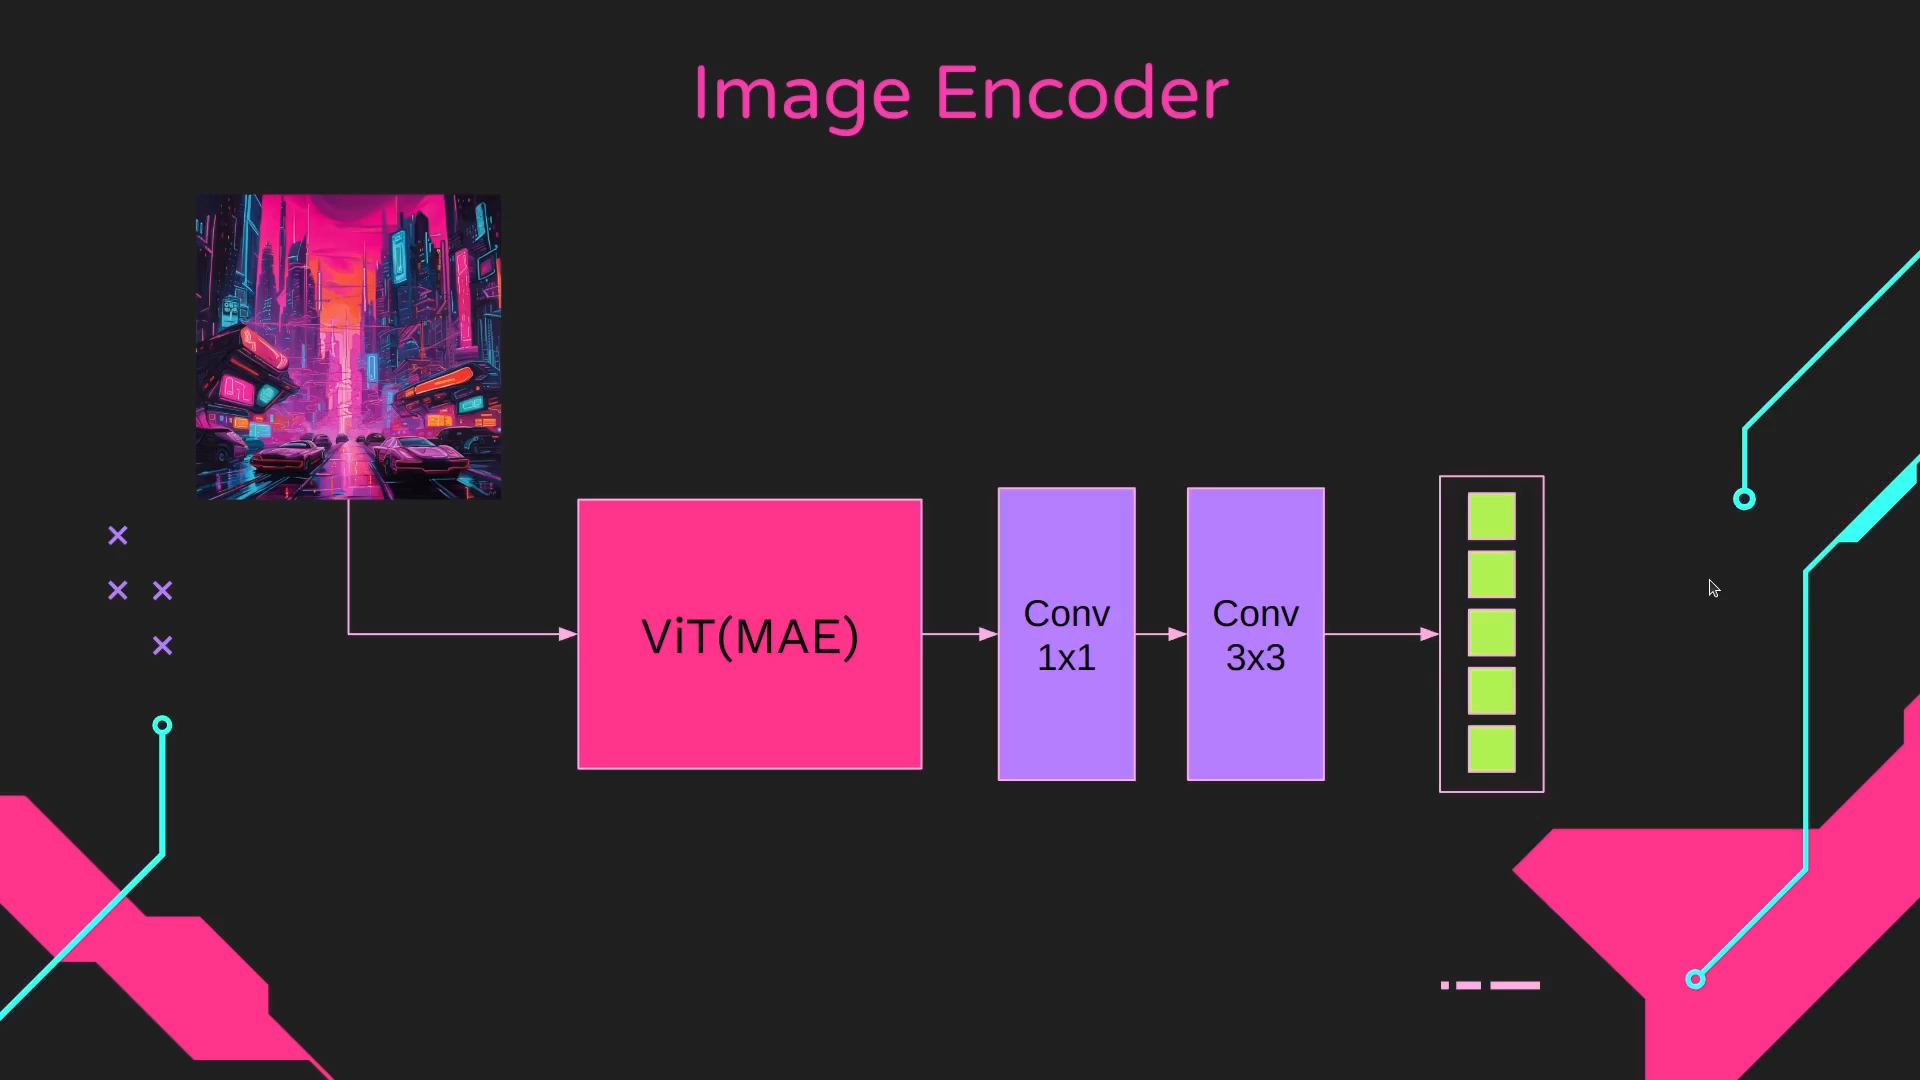 Image Encoder
ViT(MAE)
Conv
1x1
Conv
3x3